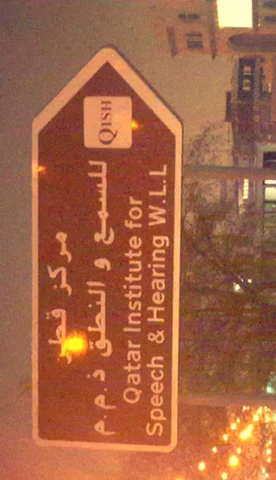 مركز قطر
للسمع و النطق ذ.م.م
Qatar Institute for
Speech & Hearing W.L.L
QISH